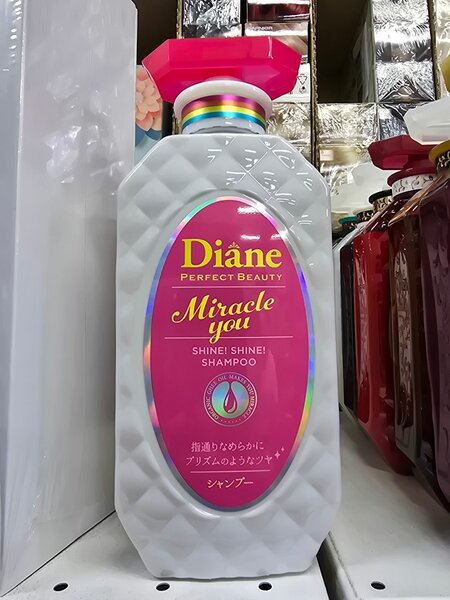 Diane
PERFECT BEAUTY
Miracle
you
SHINE! SHINE!
SHAMPOO
指通りなめらかに
プリズムのようなツヤ
シャンプー